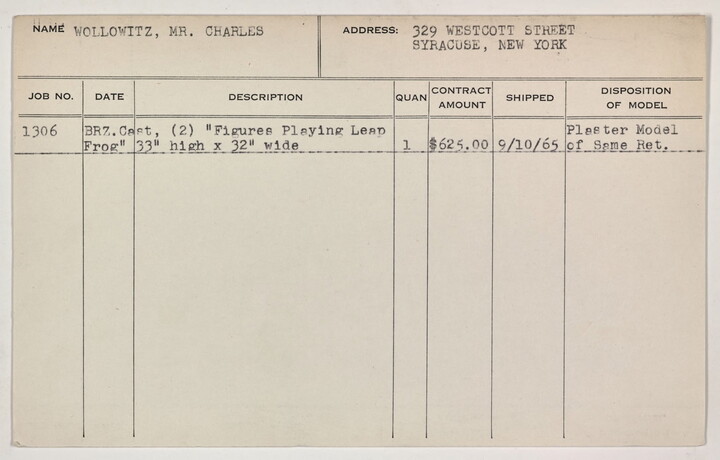 NAME WOLLOWITZ, MR. CHARLES
ADDRESS: 329 WESTCOTT STREET
SYRACUSE, NEW YORK
JOB NO. DATE DESCRIPTION QUAN CONTRACT AMOUNT SHIPPED DISPOSITION OF MODEL
1306 BRZ.Cast, (2) "Figures Playing Leap Plaster Model
Frog" 33" high x 32" wide 1 $625.00 9/10/65 of Same Ret.